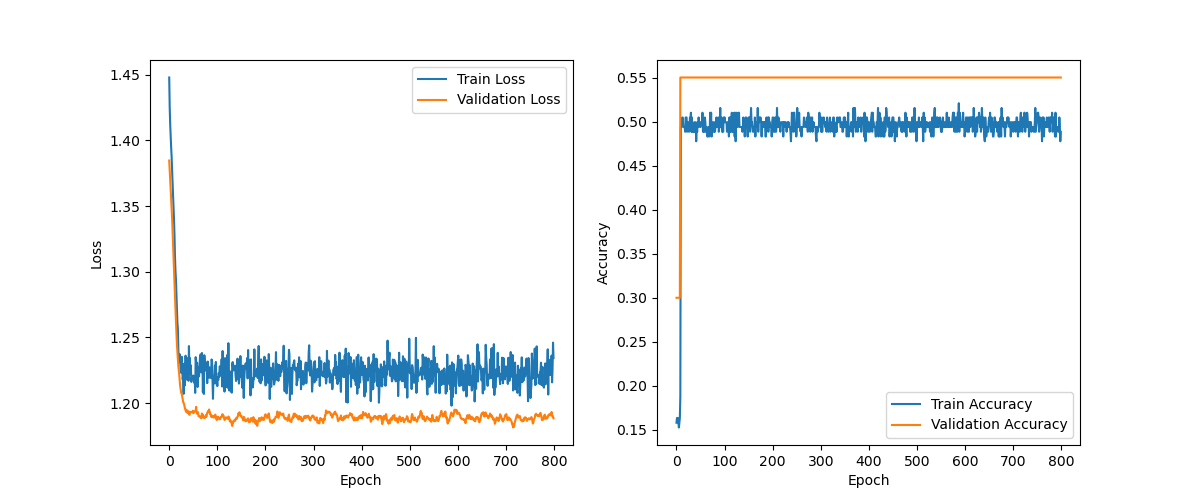 1.45
1.40
1.35
1.30
1.25
1.20
Loss
0 100 200 300 400 500 600 700 800
Epoch
Train Loss
Validation Loss
0.55
0.50
0.45
0.40
0.35
0.30
0.25
0.20
0.15
Accuracy
0 100 200 300 400 500 600 700 800
Epoch
Train Accuracy
Validation Accuracy